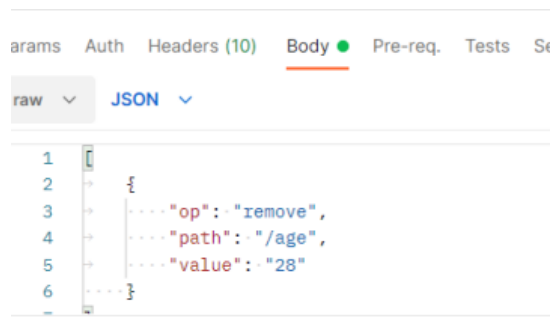 arams Auth Headers (10) Body Pre-req. Tests Se
raw JSON
1 [
2 {
3 "op": "remove",
4 "path": "/age",
5 "value": "28"
6 }